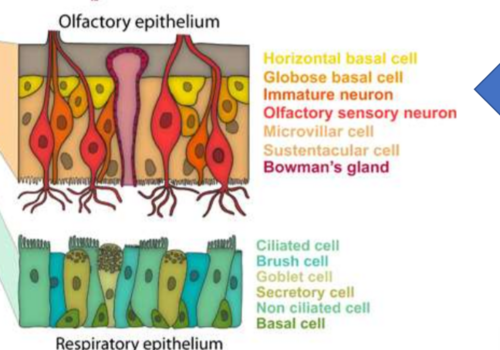 Olfactory epithelium
Horizontal basal cell
Globose basal cell
Immature neuron
Olfactory sensory neuron
Microvillar cell
Sustentacular cell
Bowman's gland
Ciliated cell
Brush cell
Goblet cell
Secretory cell
Non ciliated cell
Basal cell
Respiratory epithelium